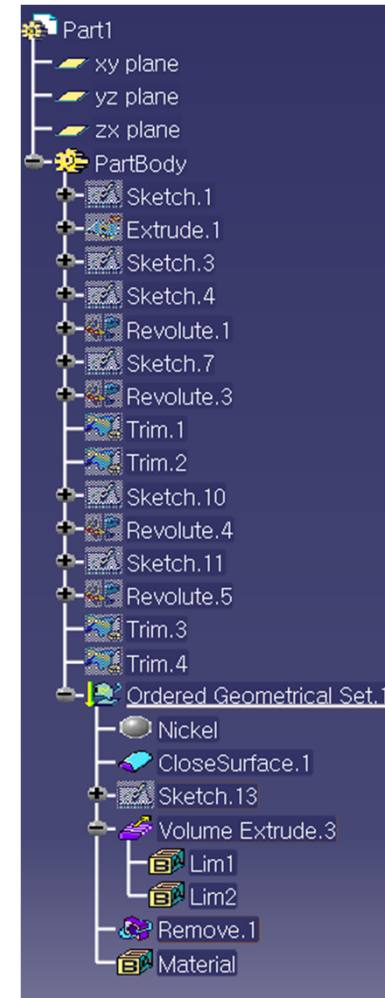 Part1
xy plane
yz plane
zx plane
PartBody
Sketch.1
Extrude.1
Sketch.3
Sketch.4
Revolute.1
Sketch.7
Revolute.3
Trim.1
Trim.2
Sketch.10
Revolute.4
Sketch.11
Revolute.5
Trim.3
Trim.4
Ordered Geometrical Set.1
Nickel
CloseSurface.1
Sketch.13
Volume Extrude.3
Lim1
Lim2
Remove.1
Material